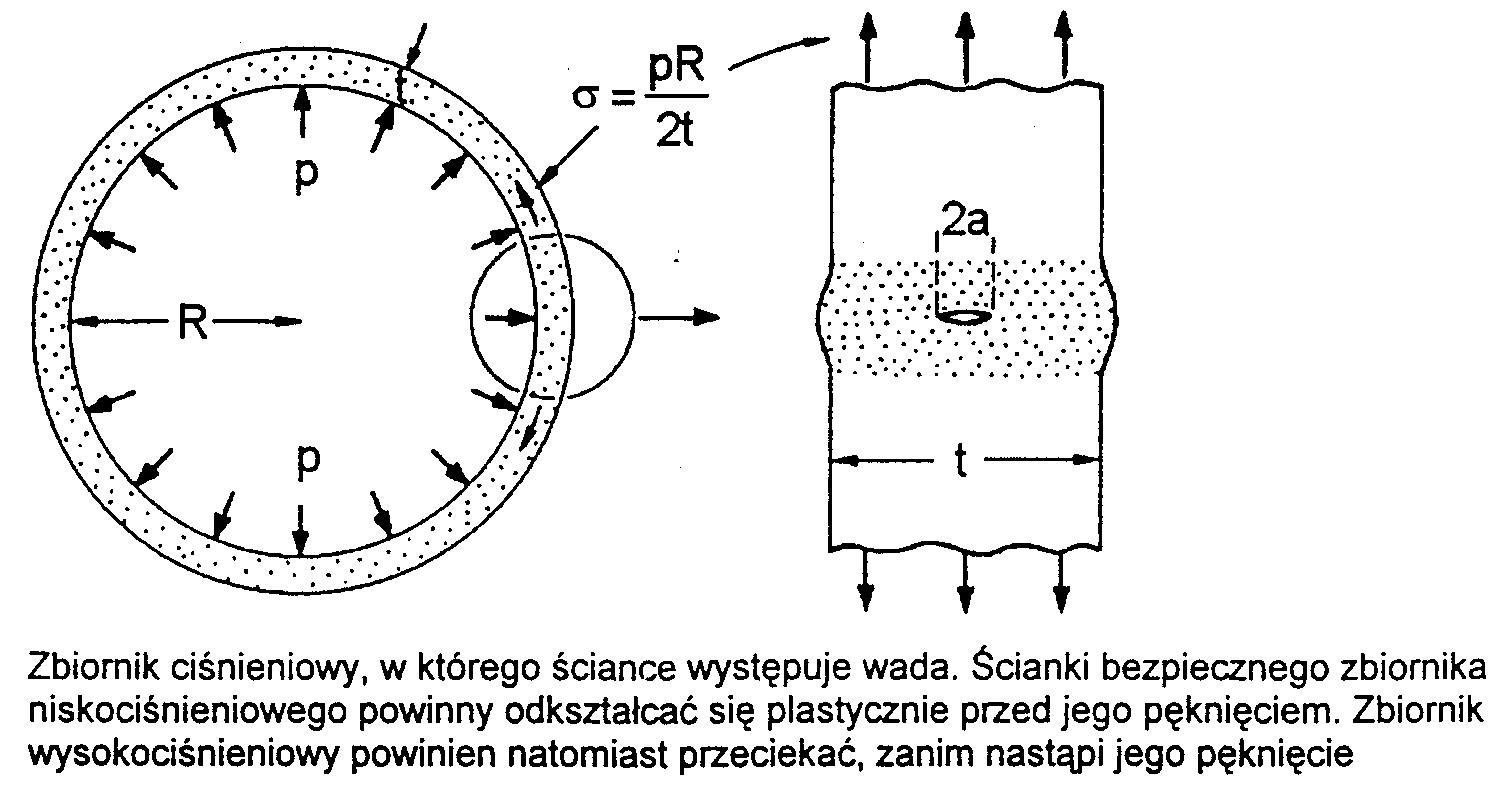 σ = pR
2t
p
R
p
2a
t
Zbiornik ciśnieniowy, w którego ściance występuje wada. Ścianki bezpiecznego zbiornika
niskociśnieniowego powinny odkształcać się plastycznie przed jego pęknięciem. Zbiornik
wysokociśnieniowy powinien natomiast przeciekać, zanim nastąpi jego pęknięcie